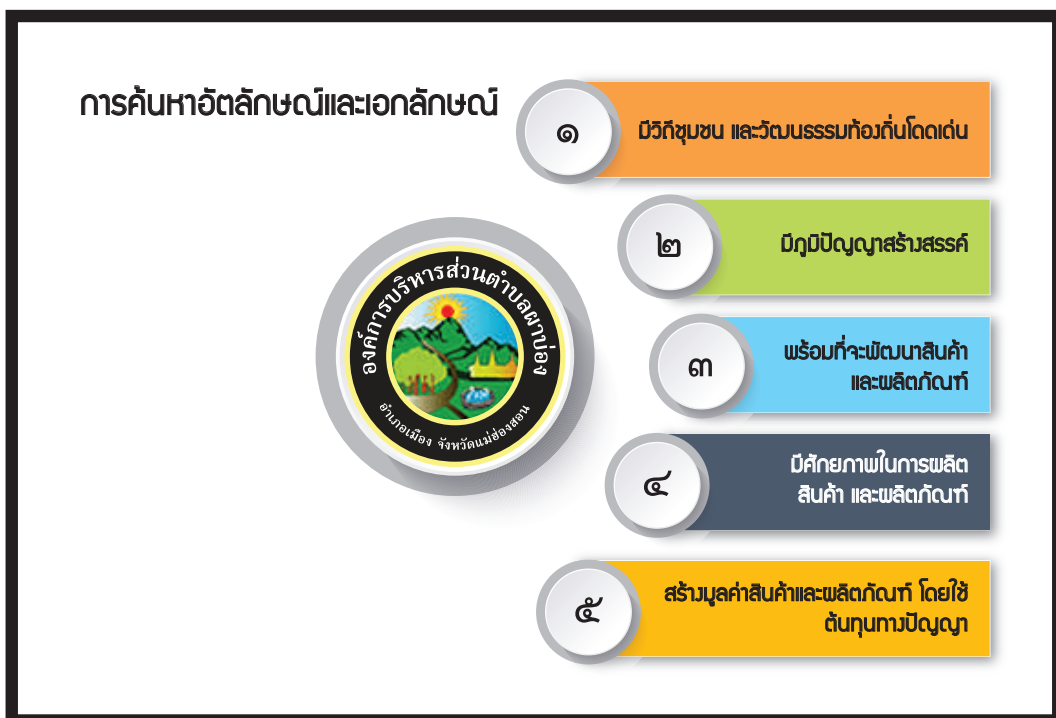 การค้นหาอัตลักษณ์และเอกลักษณ์
๑
มีวิถีชุมชน และวัฒนธรรมท้องถิ่นโดดเด่น
๒
มีภูมิปัญญาสร้างสรรค์
องค์การบริหารส่วนตำบลผาบ่อง
อำเภอเมือง จังหวัดแม่ฮ่องสอน
๓
พร้อมที่จะพัฒนาสินค้า
และผลิตภัณฑ์
๔
มีศักยภาพในการผลิต
สินค้า และผลิตภัณฑ์
๕
สร้างมูลค่าสินค้าและผลิตภัณฑ์ โดยใช้
ต้นทุนทางปัญญา